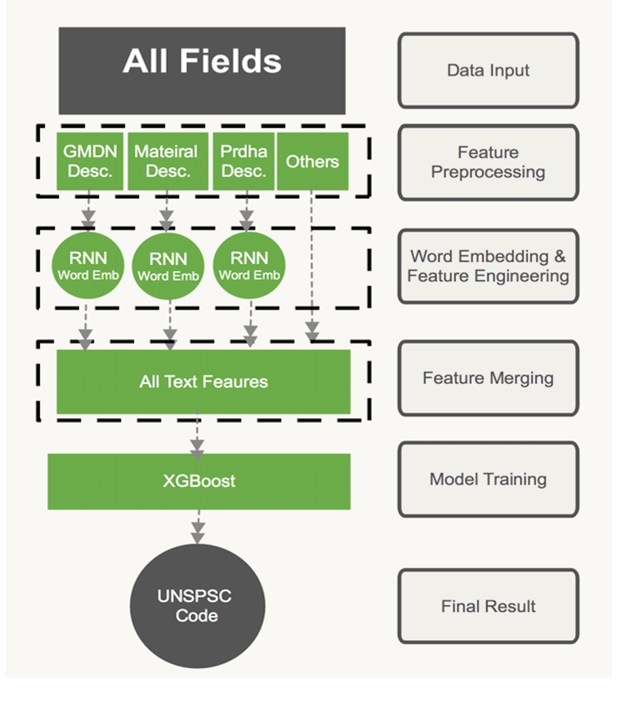 All Fields
Data Input
GMDN
Desc.
Mateiral
Desc.
Prdha
Desc.
Others
Feature
Preprocessing
RNN
Word Emb
RNN
Word Emb
RNN
Word Emb
Word Embedding &
Feature Engineering
All Text Feaures
Feature Merging
XGBoost
Model Training
UNSPSC
Code
Final Result